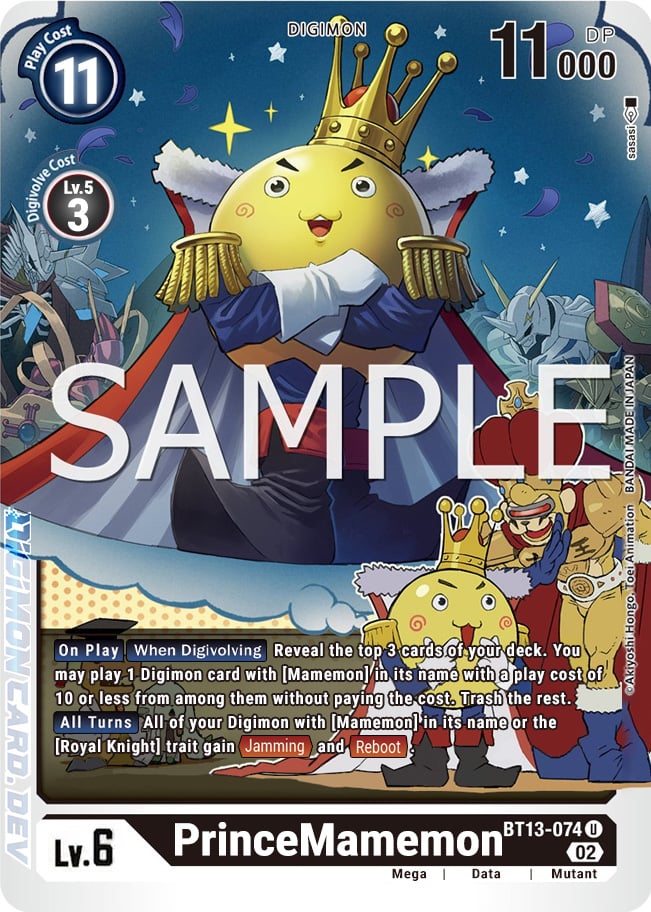 DIGIMON
Play Cost
11
11000
DP
sasasi
Digivolve Cost
Lv.5
3
SAMPLE
©Akiyoshi Hongo, Toei Animation BANDAI MADE IN JAPAN
DIGIMONCARD.DEV
On Play When Digivolving Reveal the top 3 cards of your deck. You
may play 1 Digimon card with [Mamemon] in its name with a play cost of
10 or less from among them without paying the cost. Trash the rest.
All Turns All of your Digimon with [Mamemon] in its name or the
[Royal Knight] trait gain Jamming and Reboot.
Lv.6
PrinceMamemon
BT13-074 U
02
Mega | Data | Mutant